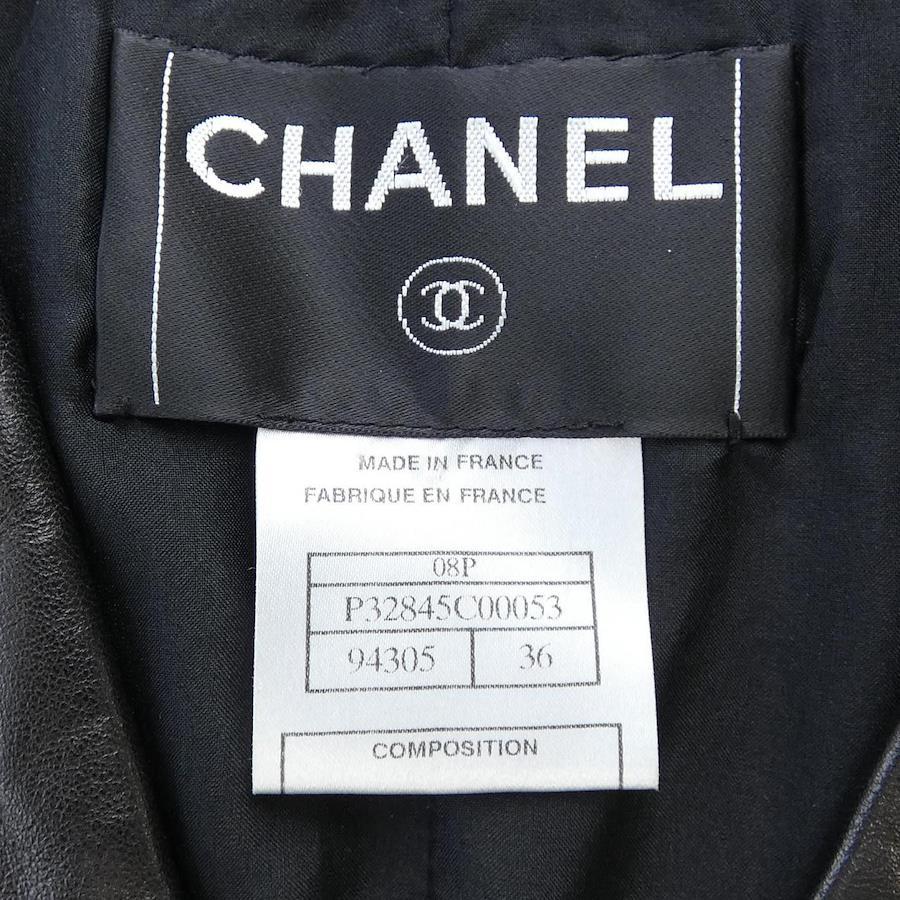 CHANEL
MADE IN FRANCE
FABRIQUE EN FRANCE
08P
P32845C00053
94305 36
COMPOSITION